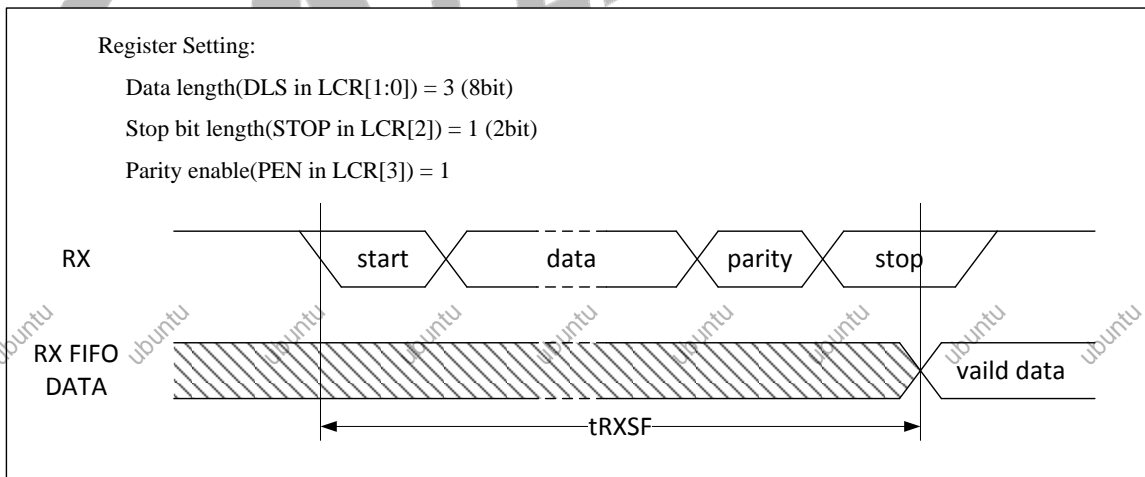 Register Setting:
Data length(DLS in LCR[1:0]) = 3 (8bit)
Stop bit length(STOP in LCR[2]) = 1 (2bit)
Parity enable(PEN in LCR[3]) = 1
RX start data parity stop
ubuntu ubuntu ubuntu ubuntu ubuntu ubuntu ubuntu ubuntu ubuntu
RX FIFO
DATA
vaild data
tRXSF